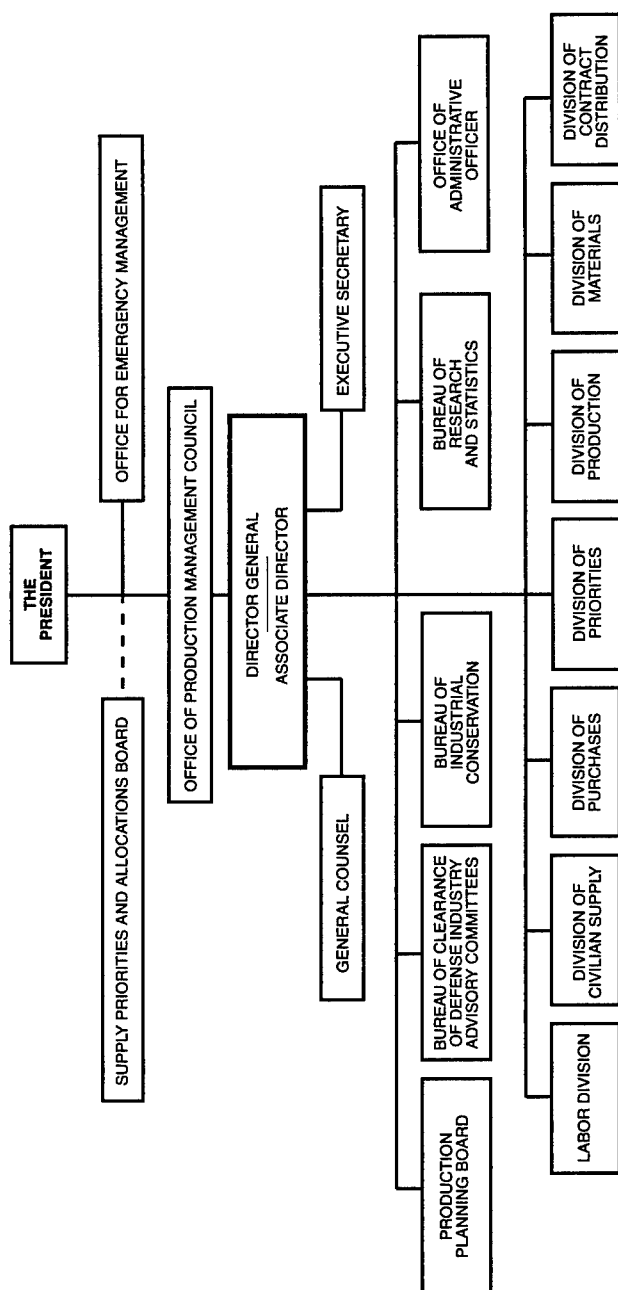 THE
PRESIDENT
SUPPLY PRIORITIES AND ALLOCATIONS BOARD
OFFICE FOR EMERGENCY MANAGEMENT
OFFICE OF PRODUCTION MANAGEMENT COUNCIL
DIRECTOR GENERAL
ASSOCIATE DIRECTOR
GENERAL COUNSEL
EXECUTIVE SECRETARY
PRODUCTION
PLANNING BOARD
BUREAU OF CLEARANCE
OF DEFENSE INDUSTRY
ADVISORY COMMITTEES
BUREAU OF
INDUSTRIAL
CONSERVATION
BUREAU OF
RESEARCH
AND STATISTICS
OFFICE OF
ADMINISTRATIVE
OFFICER
LABOR DIVISION
DIVISION OF
CIVILIAN SUPPLY
DIVISION OF
PURCHASES
DIVISION OF
PRIORITIES
DIVISION OF
PRODUCTION
DIVISION OF
MATERIALS
DIVISION OF
CONTRACT
DISTRIBUTION